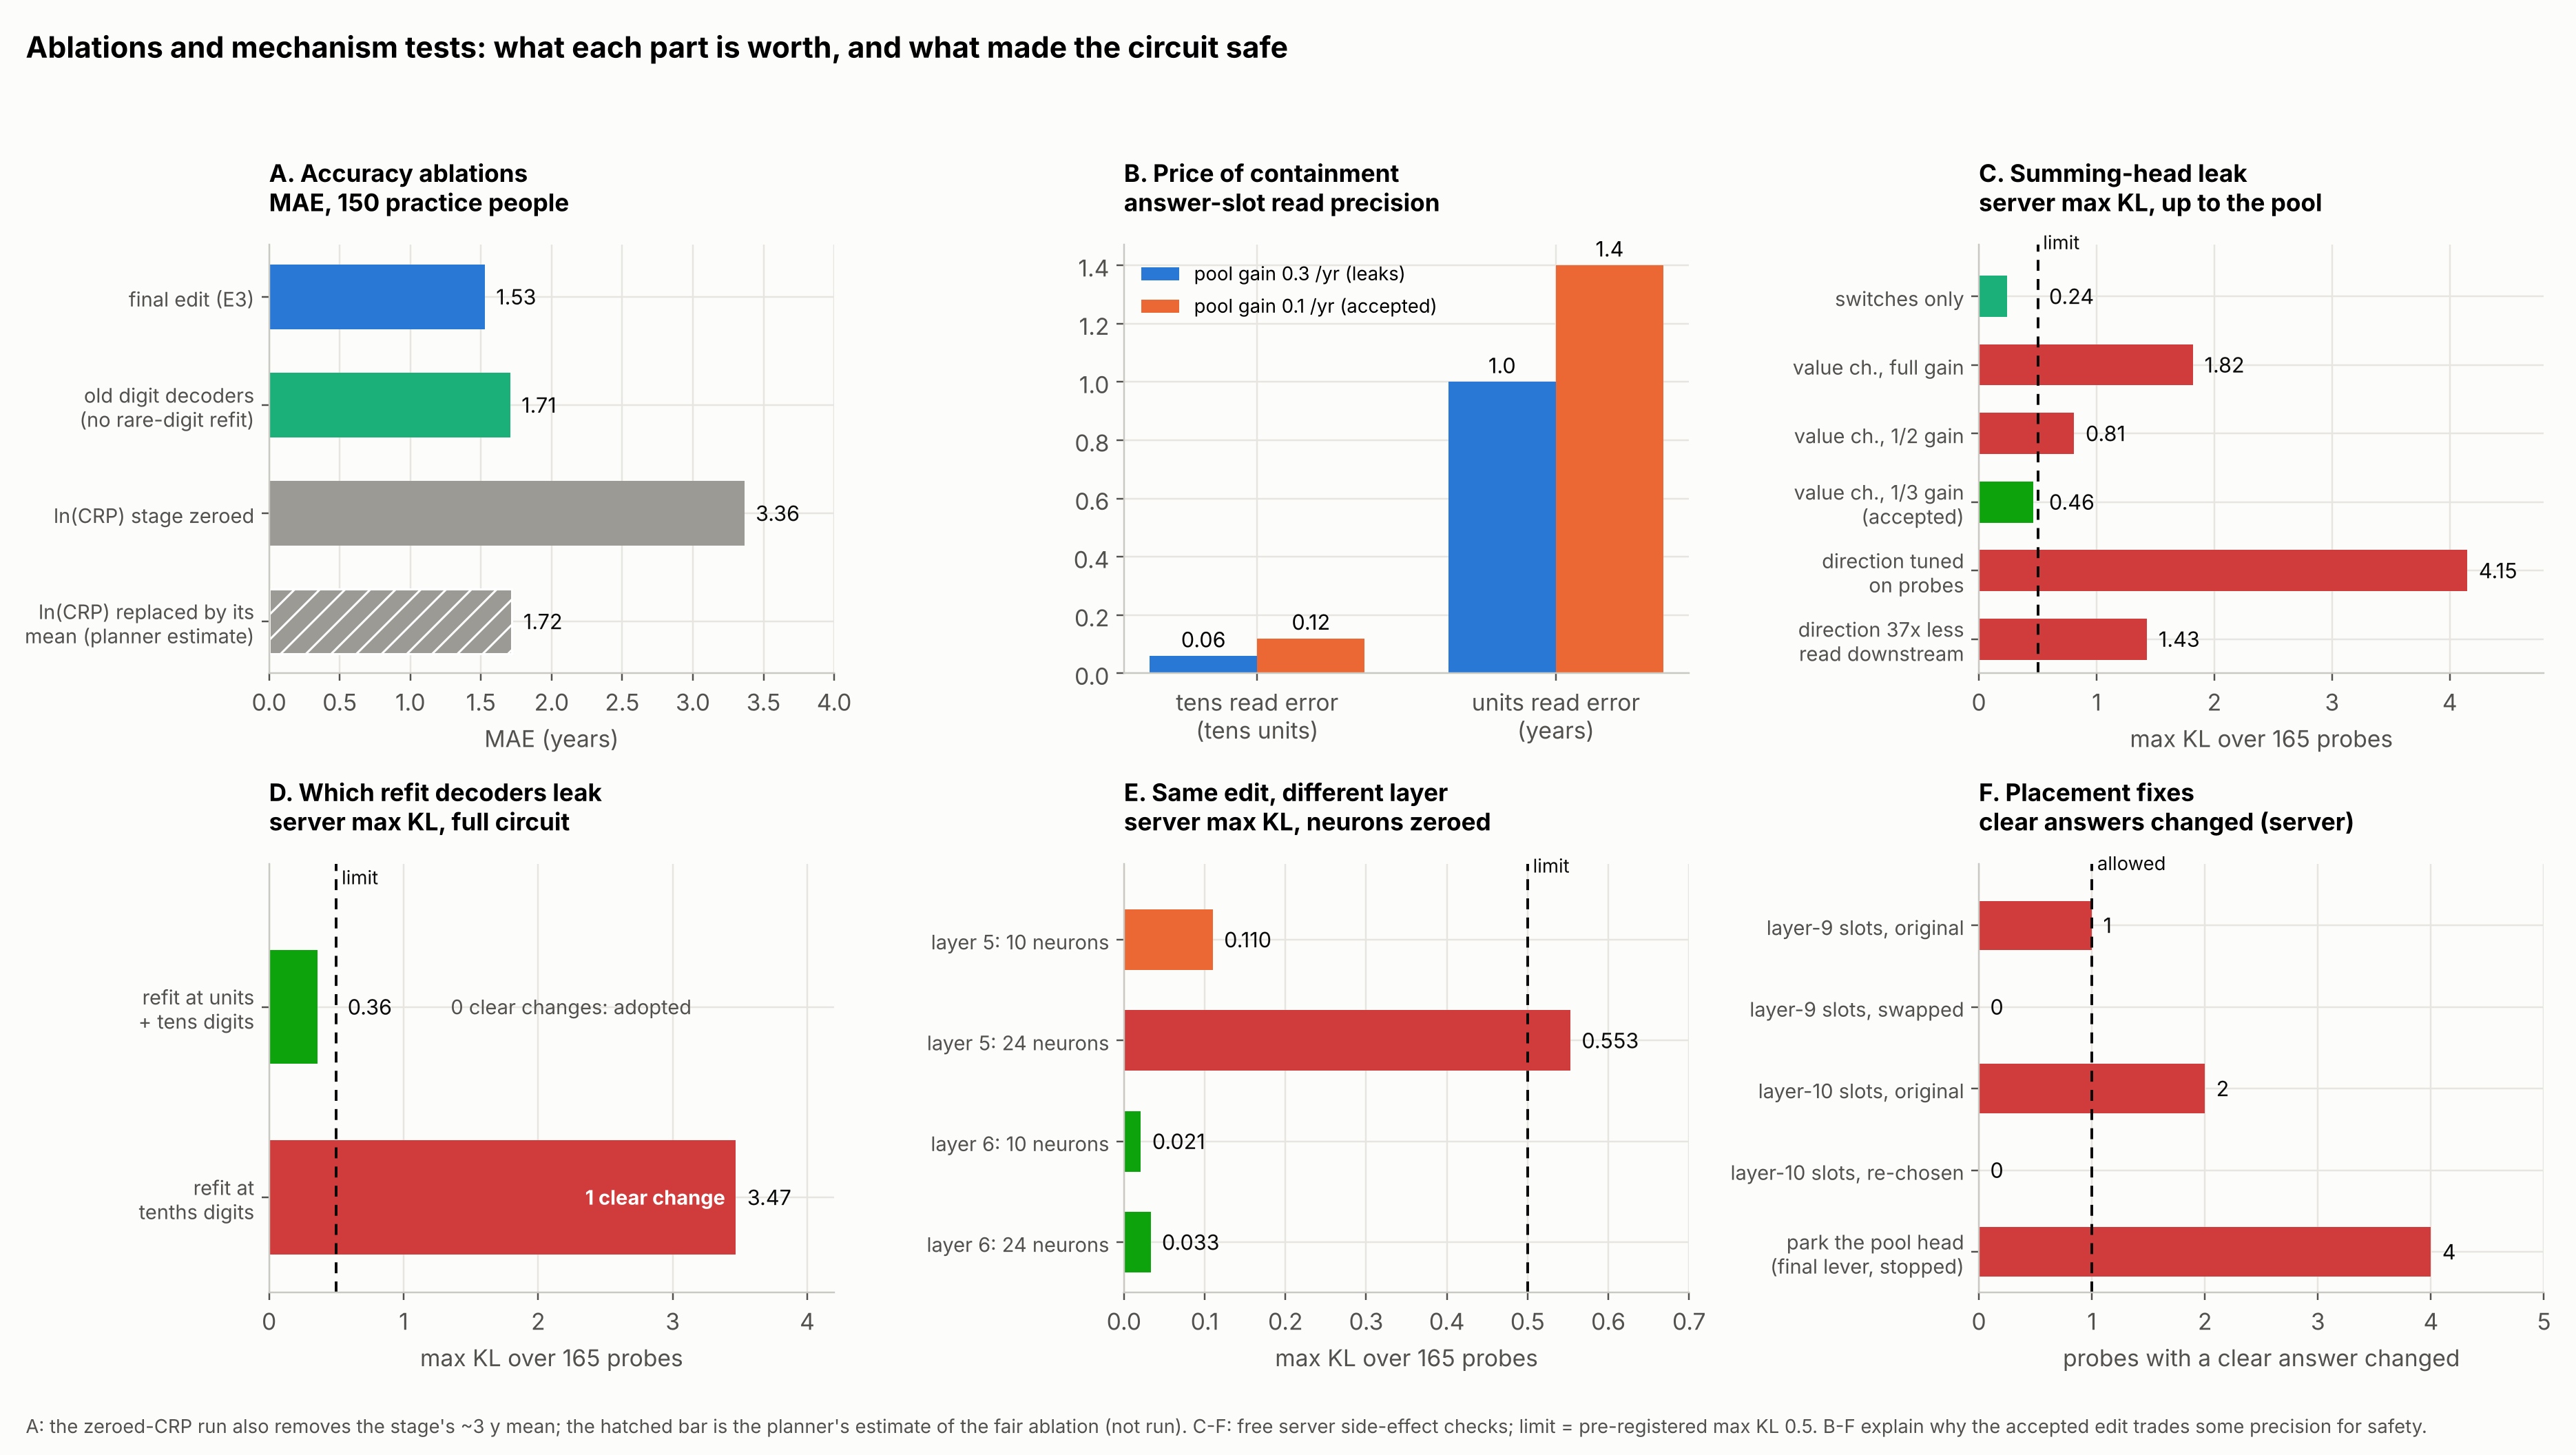 Ablations and mechanism tests: what each part is worth, and what made the circuit safe
A. Accuracy ablations
MAE, 150 practice people
final edit (E3)
1.53
old digit decoders
(no rare-digit refit)
1.71
ln(CRP) stage zeroed
3.36
ln(CRP) replaced by its
mean (planner estimate)
1.72
0.0 0.5 1.0 1.5 2.0 2.5 3.0 3.5 4.0
MAE (years)
B. Price of containment
answer-slot read precision
pool gain 0.3 /yr (leaks)
pool gain 0.1 /yr (accepted)
1.4
1.2
1.0
0.8
0.6
0.4
0.2
0.0
0.06
0.12
1.0
1.4
tens read error
(tens units)
units read error
(years)
C. Summing-head leak
server max KL, up to the pool
limit
switches only
0.24
value ch., full gain
1.82
value ch., 1/2 gain
0.81
value ch., 1/3 gain
(accepted)
0.46
direction tuned
on probes
4.15
direction 37x less
read downstream
1.43
0 1 2 3 4
max KL over 165 probes
D. Which refit decoders leak
server max KL, full circuit
limit
refit at units
+ tens digits
0.36
0 clear changes: adopted
refit at
tenths digits
1 clear change
3.47
0 1 2 3 4
max KL over 165 probes
E. Same edit, different layer
server max KL, neurons zeroed
limit
layer 5: 10 neurons
0.110
layer 5: 24 neurons
0.553
layer 6: 10 neurons
0.021
layer 6: 24 neurons
0.033
0.0 0.1 0.2 0.3 0.4 0.5 0.6 0.7
max KL over 165 probes
F. Placement fixes
clear answers changed (server)
allowed
layer-9 slots, original
1
layer-9 slots, swapped
0
layer-10 slots, original
2
layer-10 slots, re-chosen
0
park the pool head
(final lever, stopped)
4
0 1 2 3 4 5
probes with a clear answer changed
A: the zeroed-CRP run also removes the stage's ~3 y mean; the hatched bar is the planner's estimate of the fair ablation (not run). C-F: free server side-effect checks; limit = pre-registered max KL 0.5. B-F explain why the accepted edit trades some precision for safety.